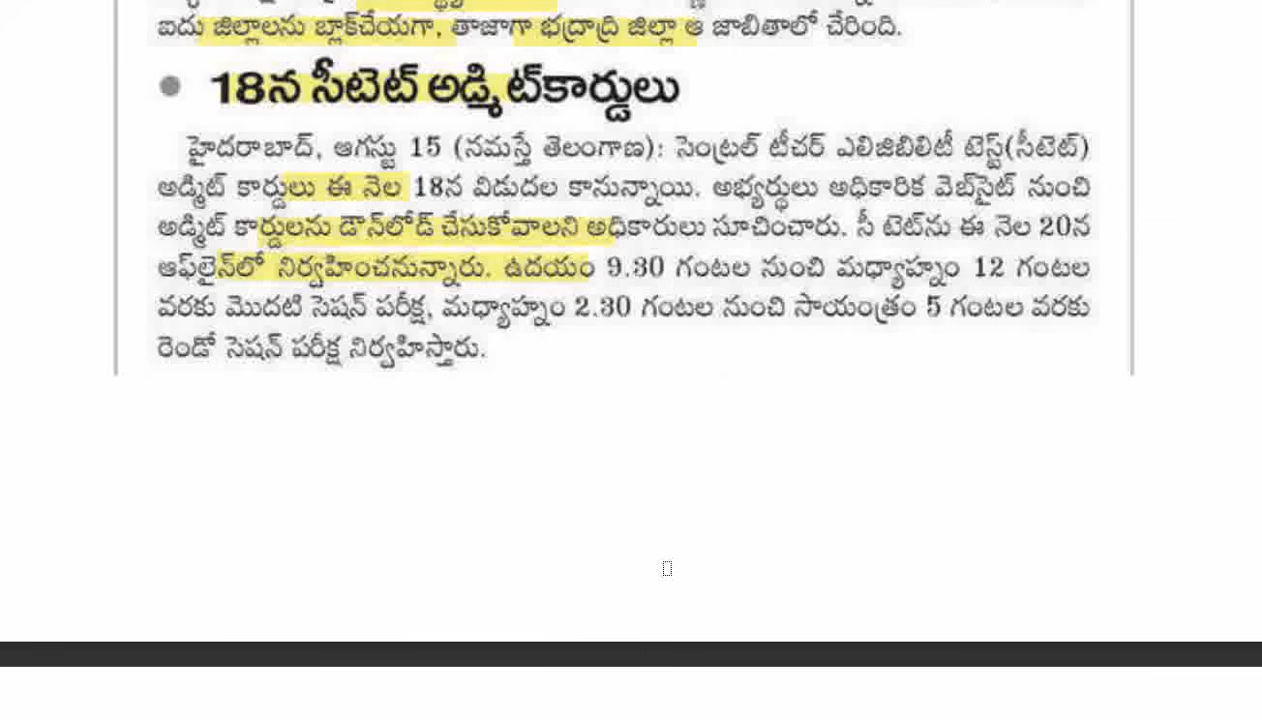 ఐదు జిల్లాలను బ్లాక్‌చేయగా, తాజాగా భద్రాద్రి జిల్లా ఆ జాబితాలో చేరింది.
● 18న సీటెట్ అడ్మిట్‌కార్డులు
హైదరాబాద్, ఆగస్టు 15 (నమస్తే తెలంగాణ): సెంట్రల్ టీచర్ ఎలిజిబిలిటీ టెస్ట్(సీటెట్)
అడ్మిట్ కార్డులు ఈ నెల 18న విడుదల కానున్నాయి. అభ్యర్థులు అధికారిక వెబ్‌సైట్ నుంచి
అడ్మిట్ కార్డులను డౌన్‌లోడ్ చేసుకోవాలని అధికారులు సూచించారు. సీ టెట్‌ను ఈ నెల 20న
ఆఫ్‌లైన్‌లో నిర్వహించనున్నారు. ఉదయం 9.30 గంటల నుంచి మధ్యాహ్నం 12 గంటల
వరకు మొదటి సెషన్ పరీక్ష, మధ్యాహ్నం 2.30 గంటల నుంచి సాయంత్రం 5 గంటల వరకు
రెండో సెషన్ పరీక్ష నిర్వహిస్తారు.